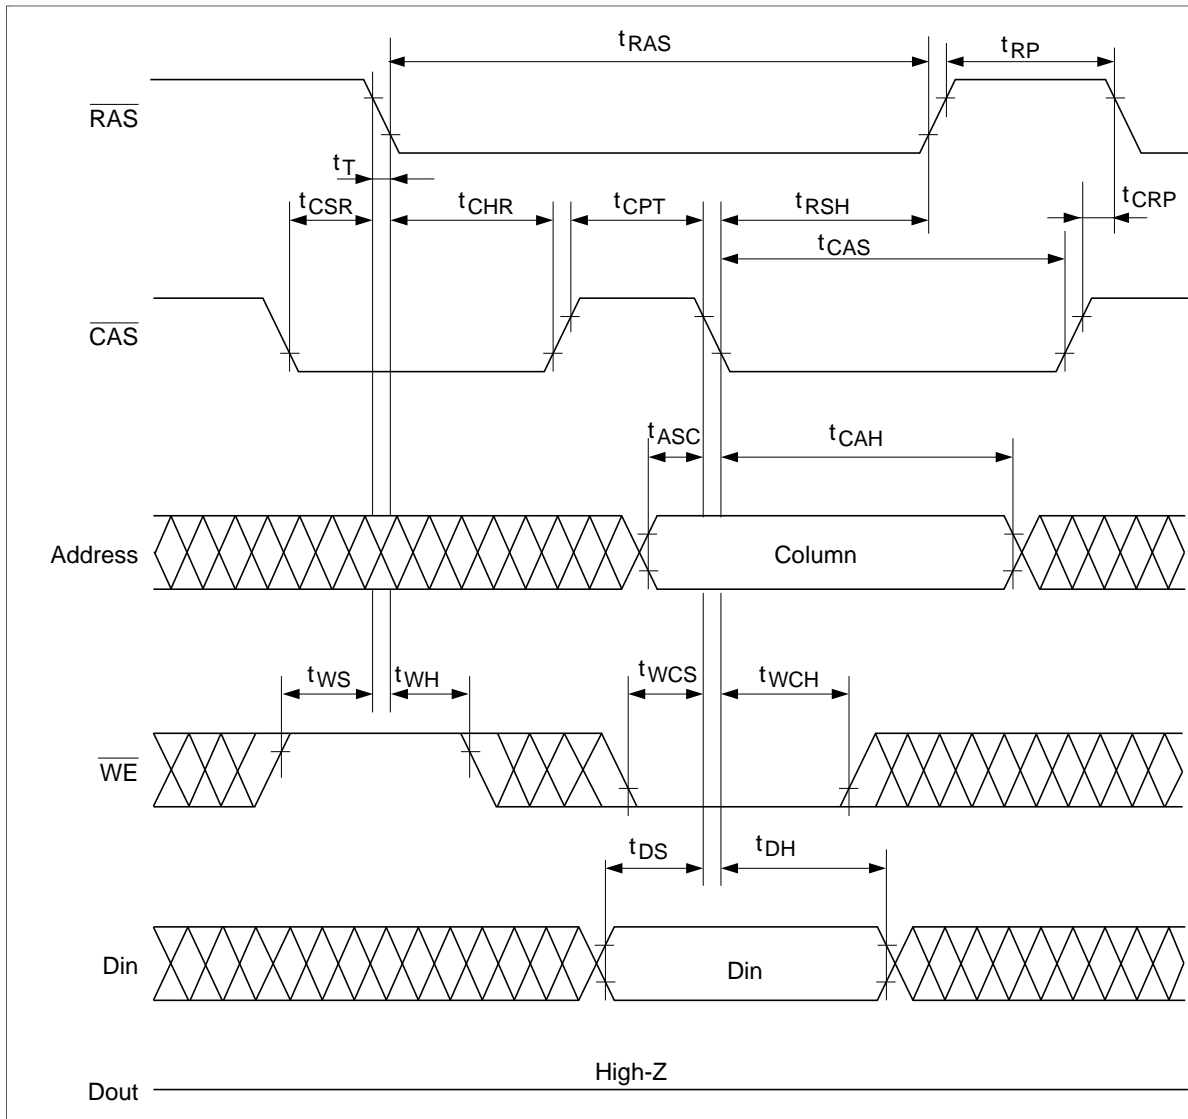 tRAS
tRP
RAS
tT
tCSR
tCHR
tCPT
tRSH
tCRP
tCAS
CAS
tASC
tCAH
Address
Column
tWS
tWH
tWCS
tWCH
WE
tDS
tDH
Din
Din
High-Z
Dout